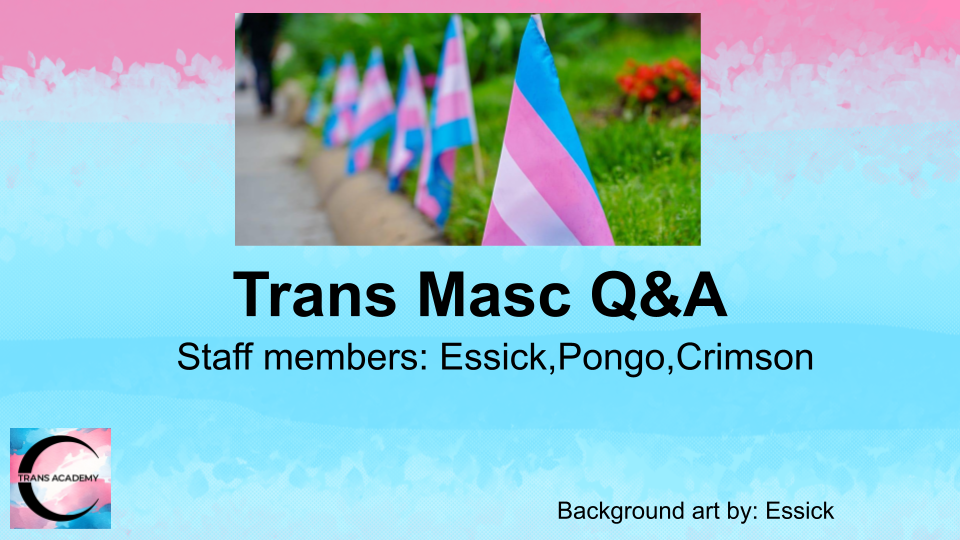 Trans Masc Q&A
Staff members: Essick,Pongo,Crimson
TRANS ACADEMY
Background art by: Essick